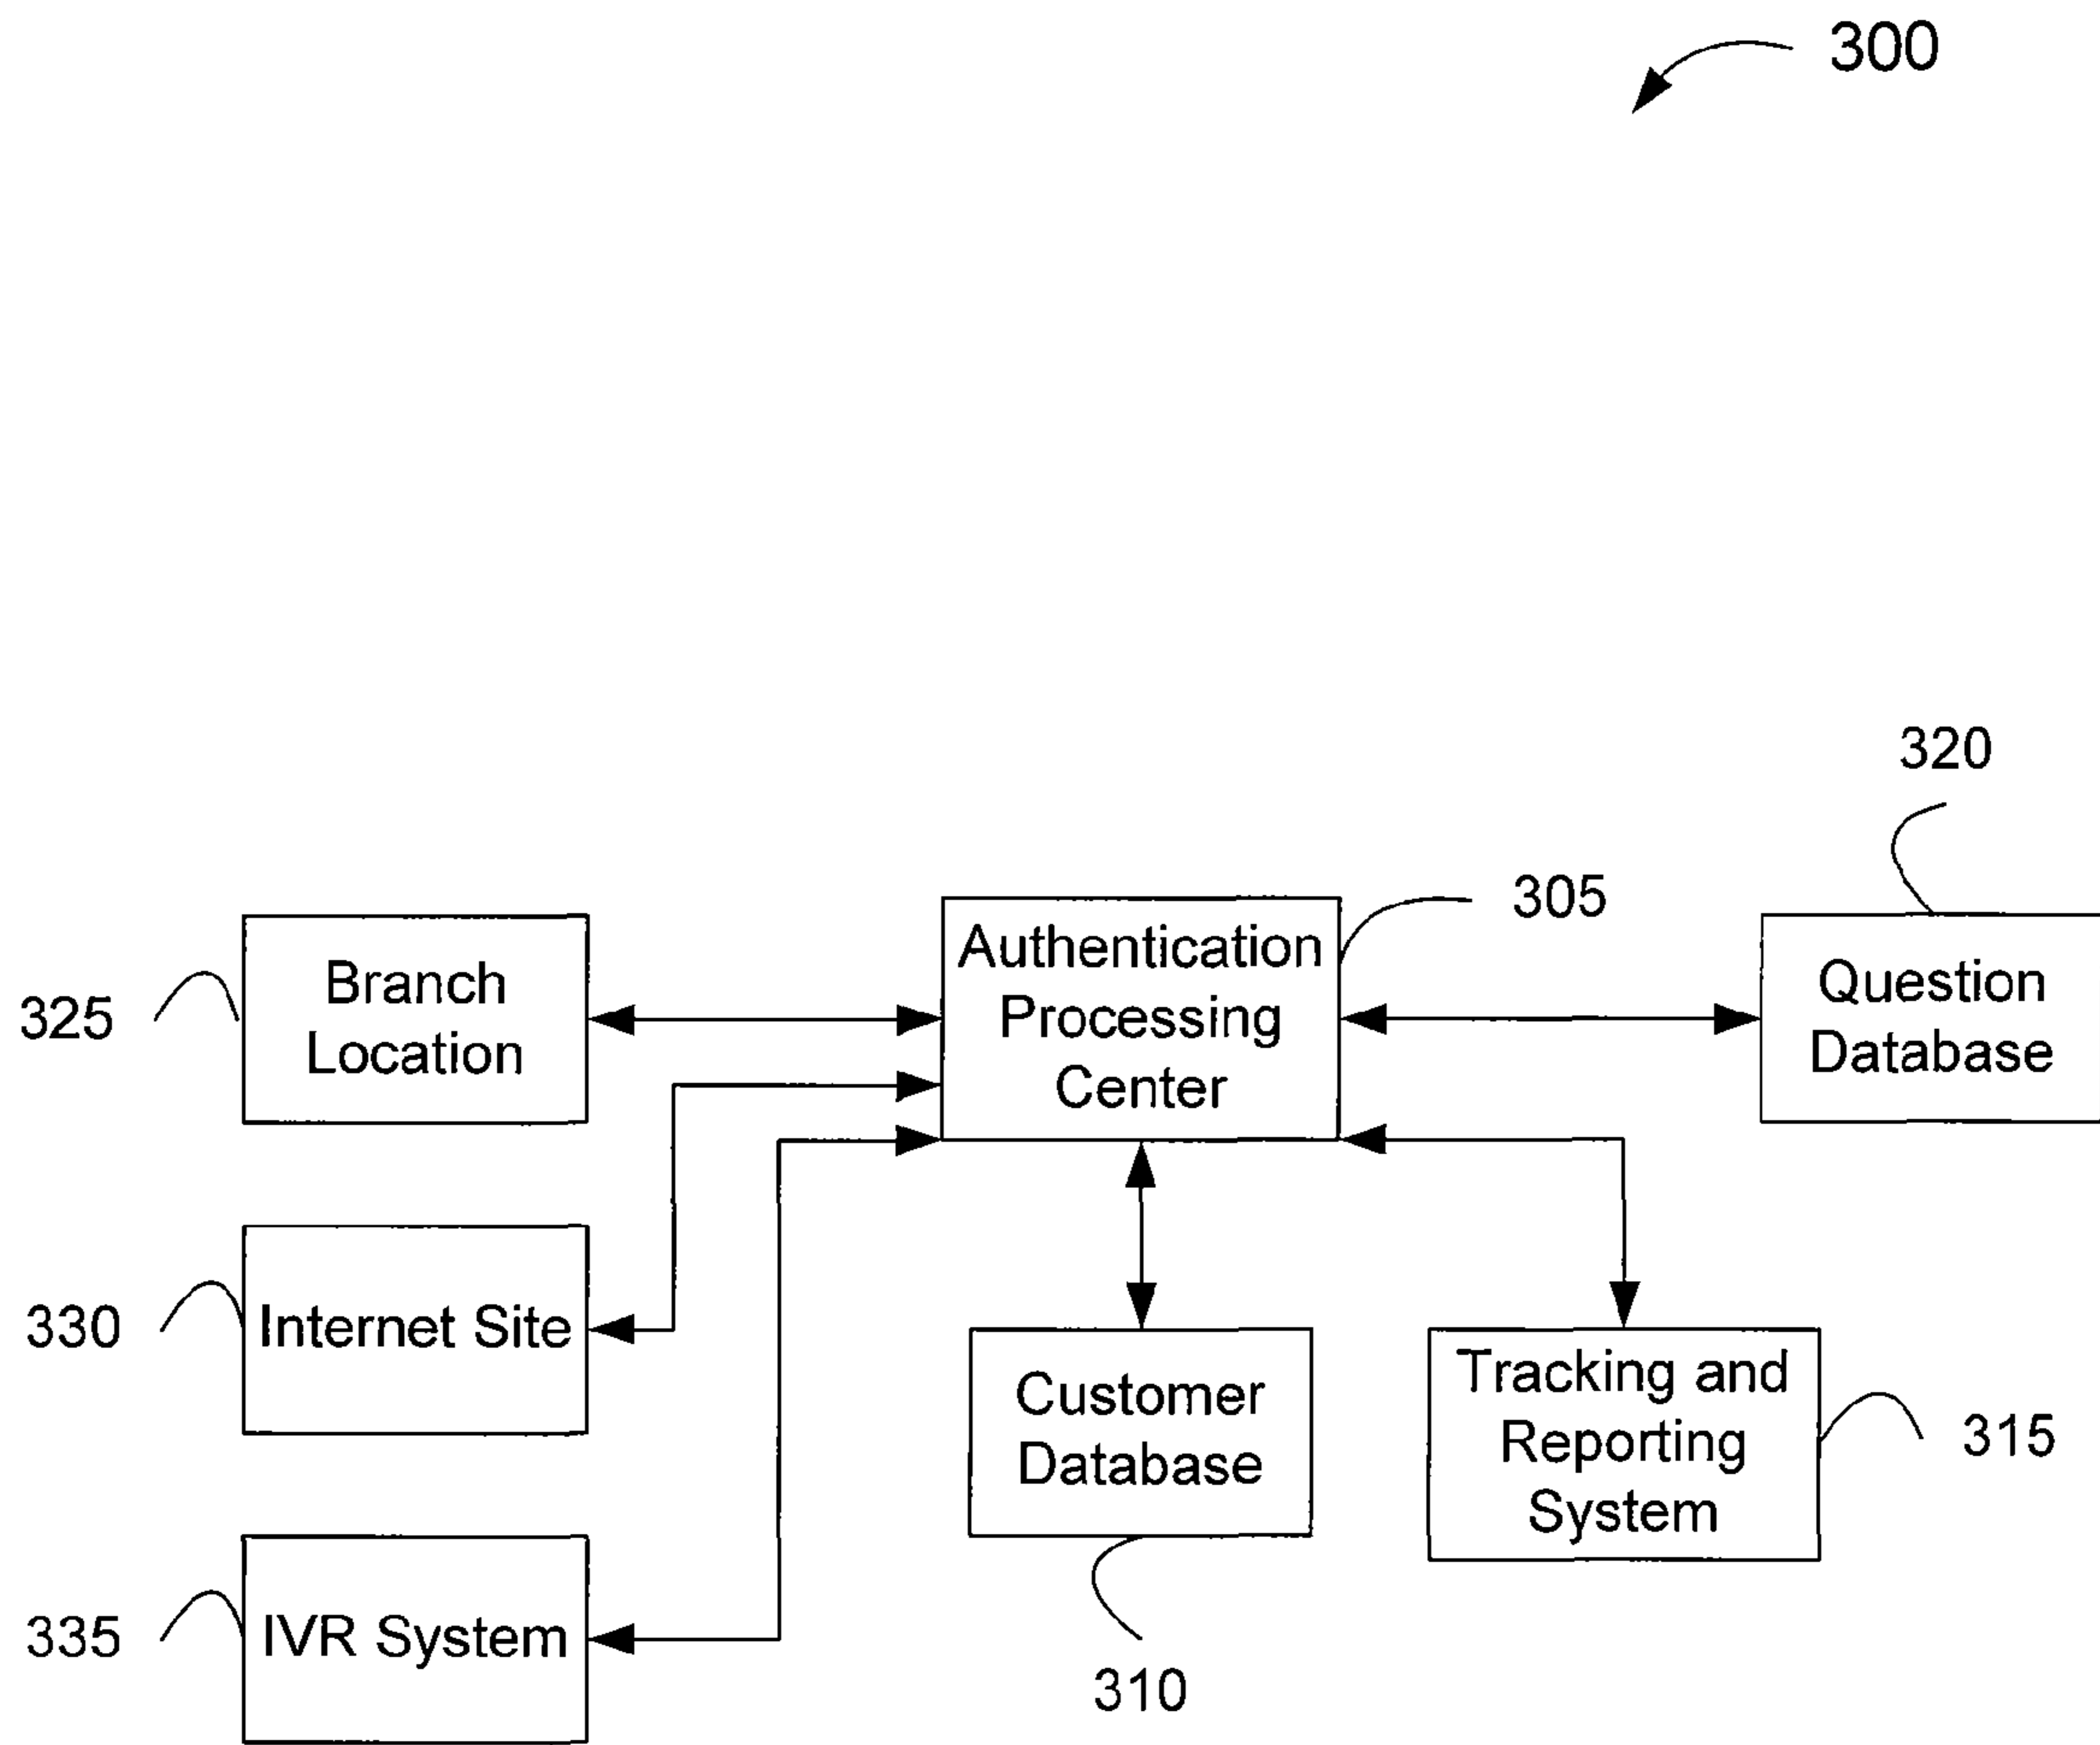 300
320
305
Authentication
Processing
Center
Branch
Location
325
Question
Database
330
Internet Site
Customer
Database
Tracking and
Reporting
System
315
335
IVR System
310